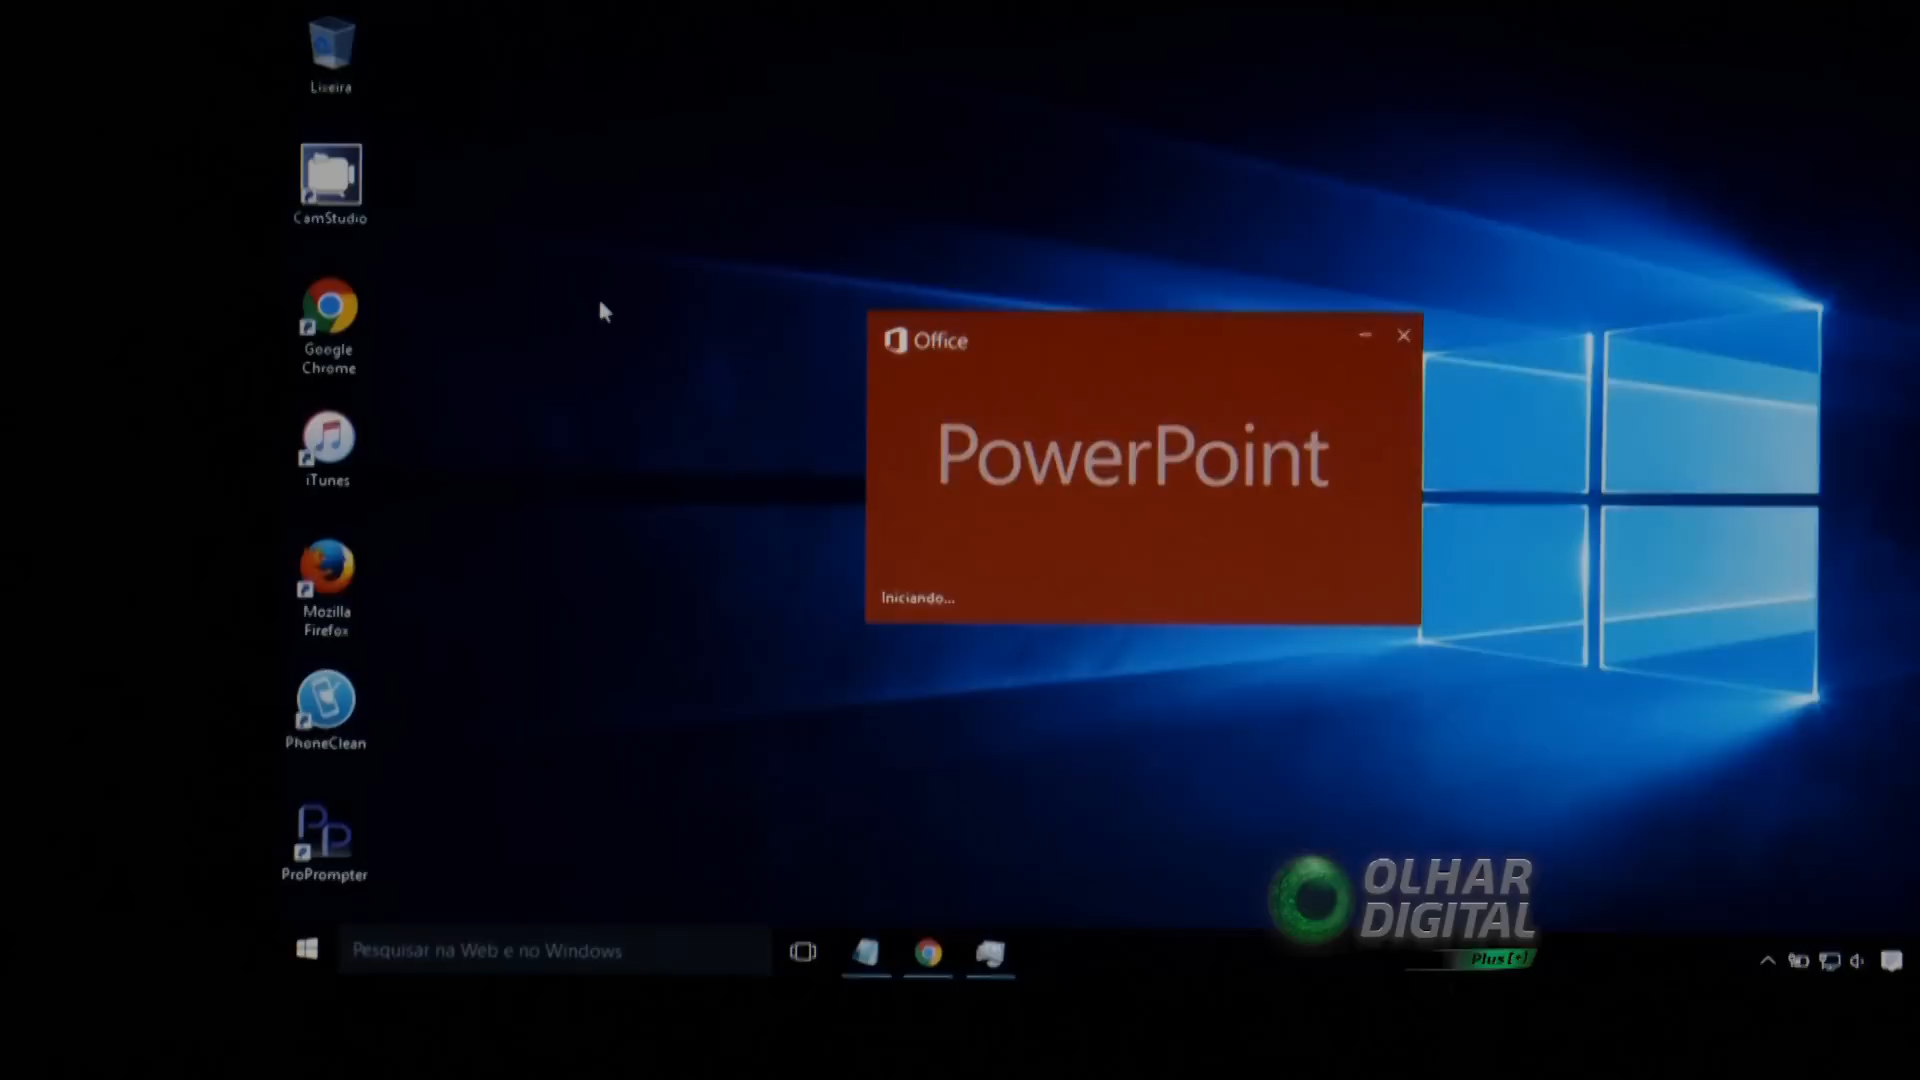 Lixeira
CamStudio
Google
Chrome
iTunes
Mozilla
Firefox
PhoneClean
ProPrompter
Office
PowerPoint
Iniciando...
Pesquisar na Web e no Windows
OLHAR
DIGITAL
Plus[+]